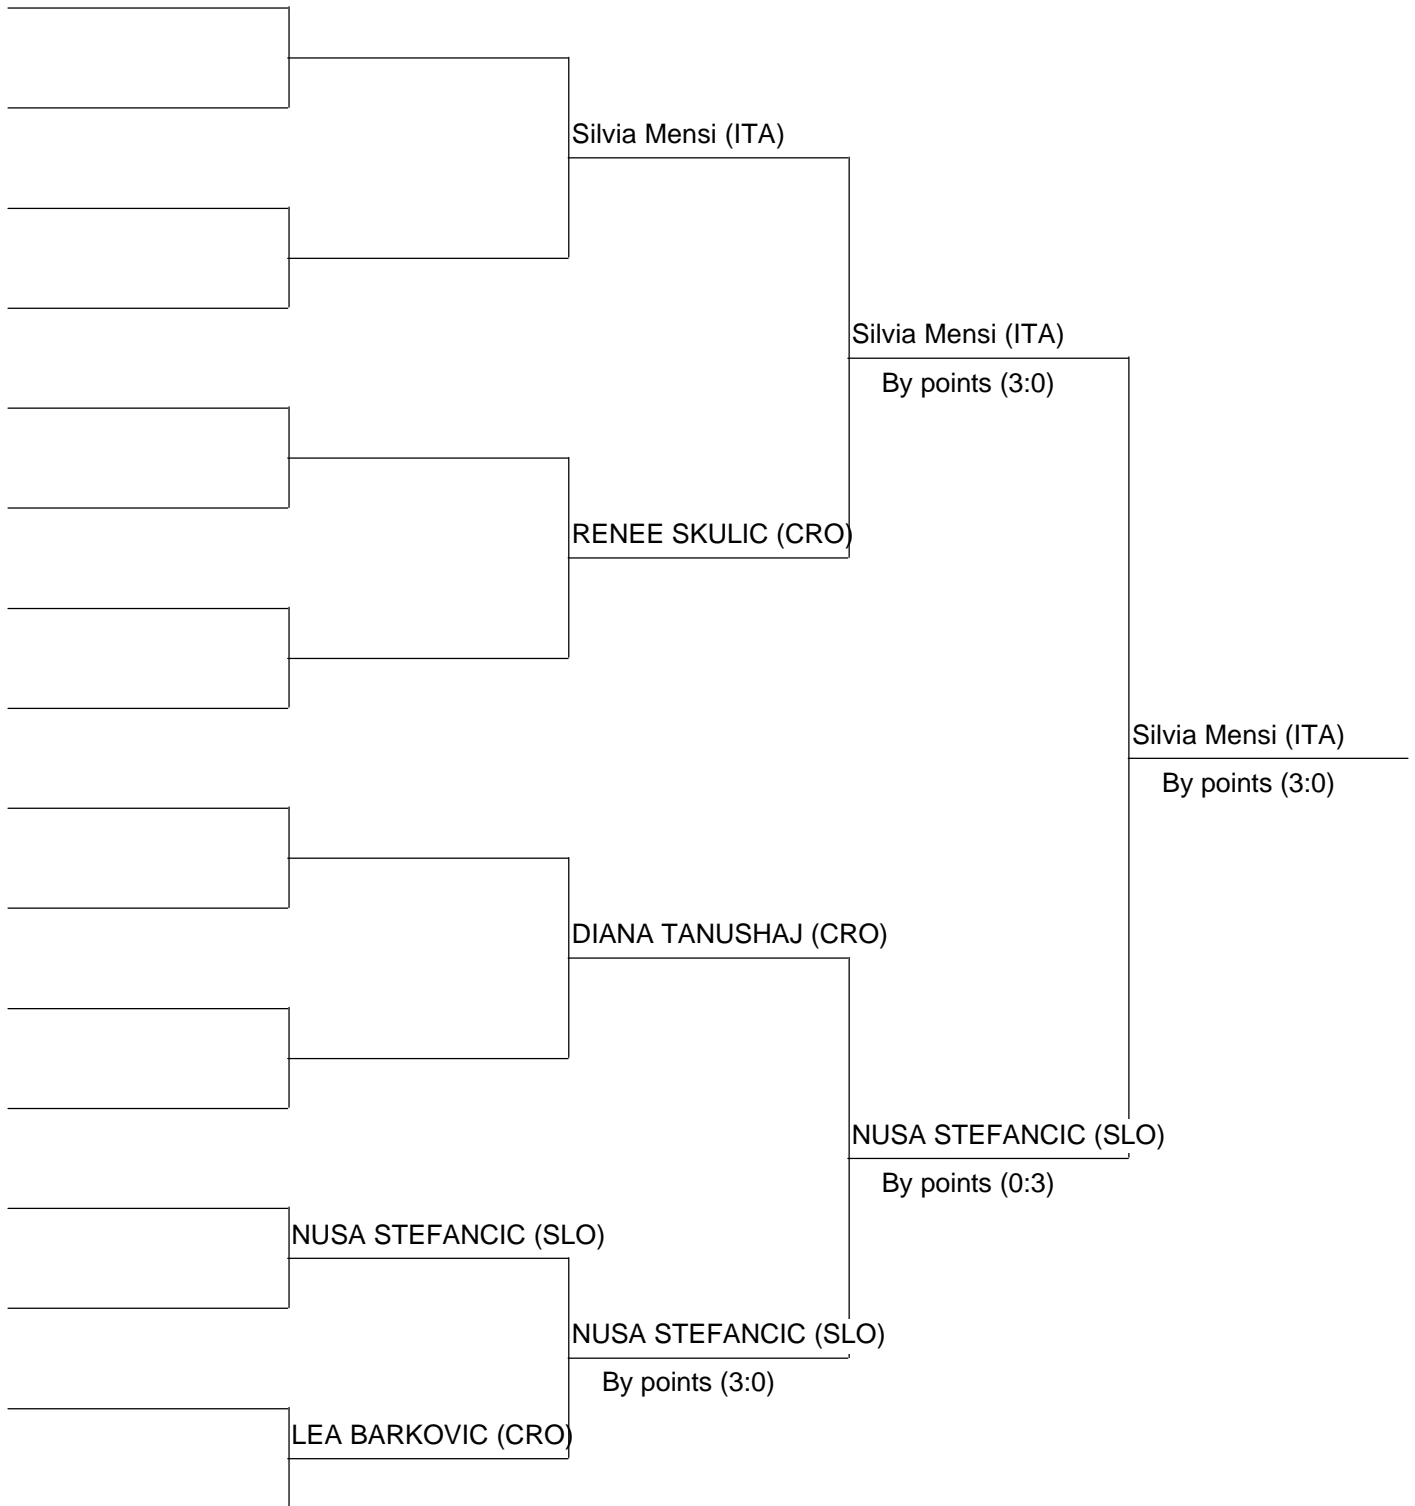 Silvia Mensi (ITA)
Silvia Mensi (ITA)
By points (3:0)
RENEE SKULIC (CRO)
Silvia Mensi (ITA)
By points (3:0)
DIANA TANUSHAJ (CRO)
NUSA STEFANCIC (SLO)
By points (0:3)
NUSA STEFANCIC (SLO)
NUSA STEFANCIC (SLO)
By points (3:0)
LEA BARKOVIC (CRO)